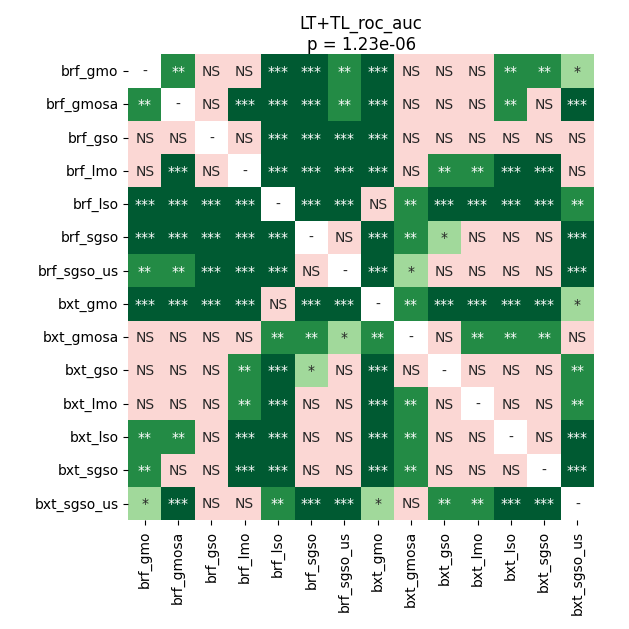 LT+TL_roc_auc
p = 1.23e-06
brf_gmo - ** NS NS *** *** ** *** NS NS NS ** ** *
brf_gmosa ** - NS *** *** *** ** *** NS NS NS ** NS ***
brf_gso NS NS - NS *** *** *** *** NS NS NS NS NS NS
brf_lmo NS *** NS - *** *** *** *** NS ** ** *** *** NS
brf_lso *** *** *** *** - *** *** NS ** *** *** *** *** **
brf_sgso *** *** *** *** *** - NS *** ** * NS NS NS ***
brf_sgso_us ** ** *** *** *** NS - *** * NS NS NS NS ***
bxt_gmo *** *** *** *** NS *** *** - ** *** *** *** *** *
bxt_gmosa NS NS NS NS ** ** * ** - NS ** ** ** NS
bxt_gso NS NS NS ** *** * NS *** NS - NS NS NS **
bxt_lmo NS NS NS ** *** NS NS *** ** NS - NS NS **
bxt_lso ** ** NS *** *** NS NS *** ** NS NS - NS ***
bxt_sgso ** NS NS *** *** NS NS *** ** NS NS NS - ***
bxt_sgso_us * *** NS NS ** *** *** * NS ** ** *** *** -
brf_gmo
brf_gmosa
brf_gso
brf_lmo
brf_lso
brf_sgso
brf_sgso_us
bxt_gmo
bxt_gmosa
bxt_gso
bxt_lmo
bxt_lso
bxt_sgso
bxt_sgso_us